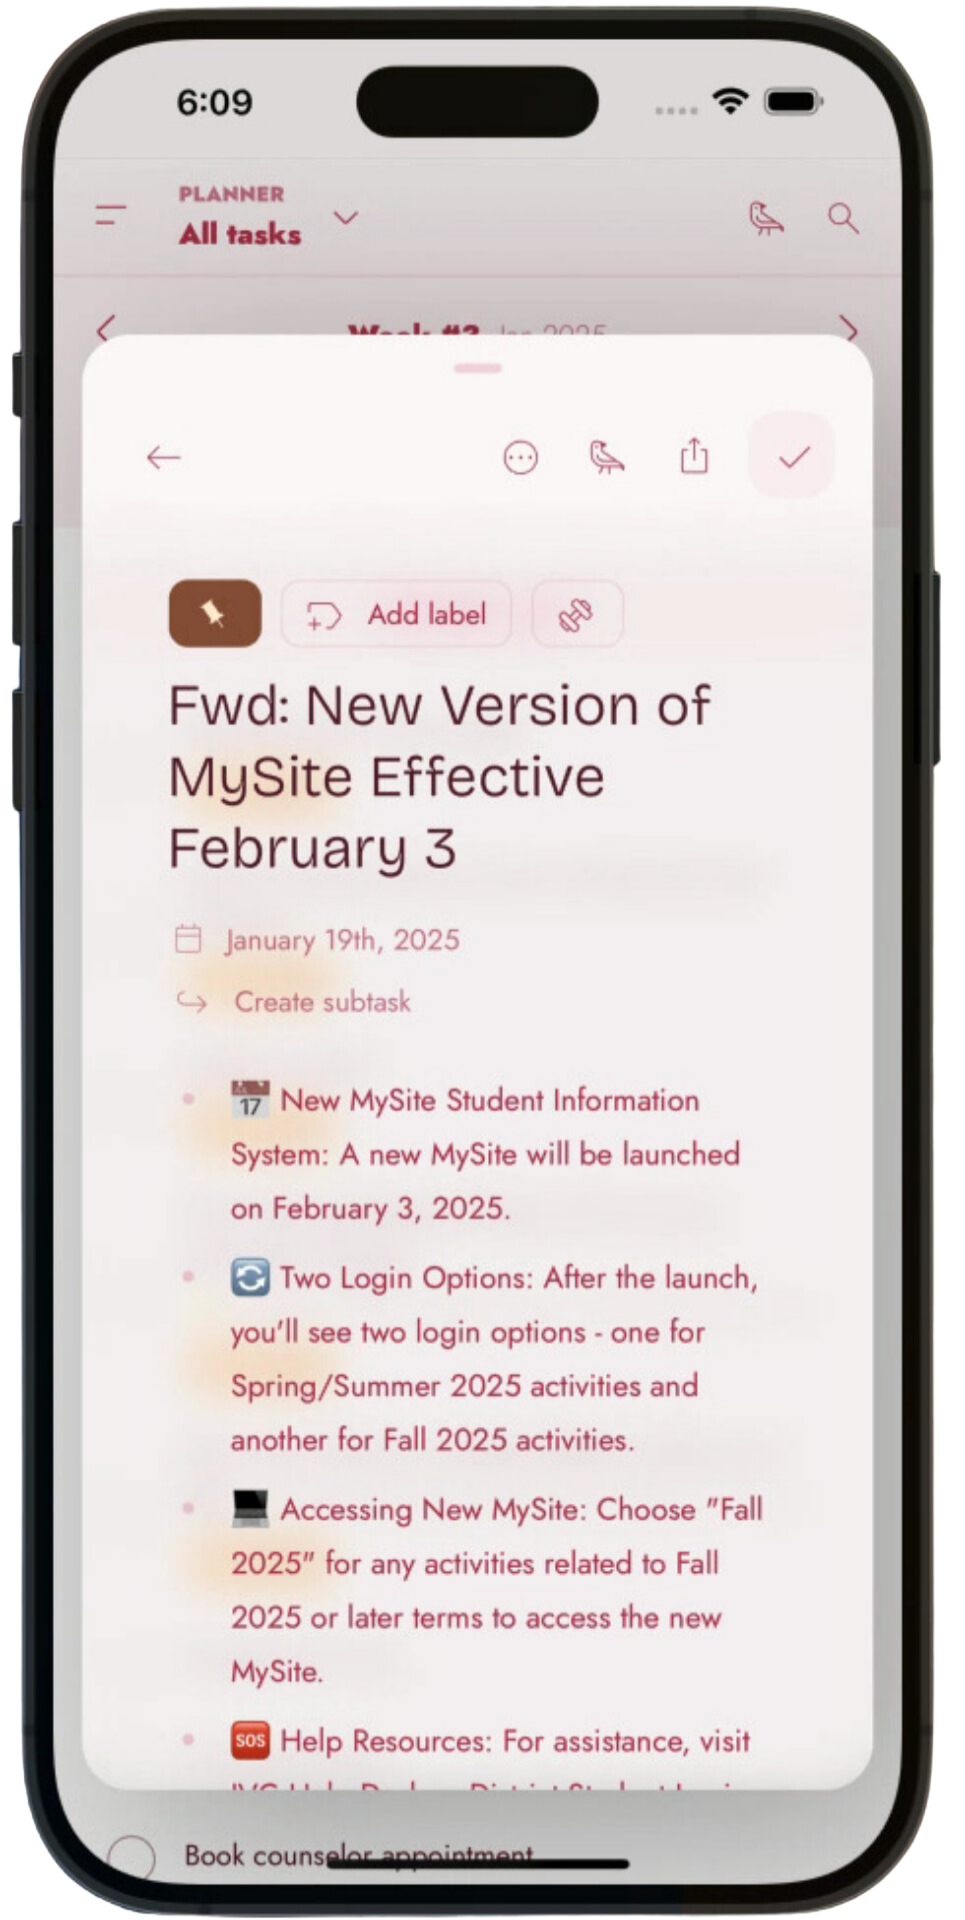 6:09
PLANNER
All tasks
Week #3 Jan 2025
Add label
Fwd: New Version of
MySite Effective
February 3
January 19th, 2025
Create subtask
17 New MySite Student Information
System: A new MySite will be launched
on February 3, 2025.
Two Login Options: After the launch,
you'll see two login options - one for
Spring/Summer 2025 activities and
another for Fall 2025 activities.
Accessing New MySite: Choose "Fall
2025" for any activities related to Fall
2025 or later terms to access the new
MySite.
SOS Help Resources: For assistance, visit
Book counselor appointment